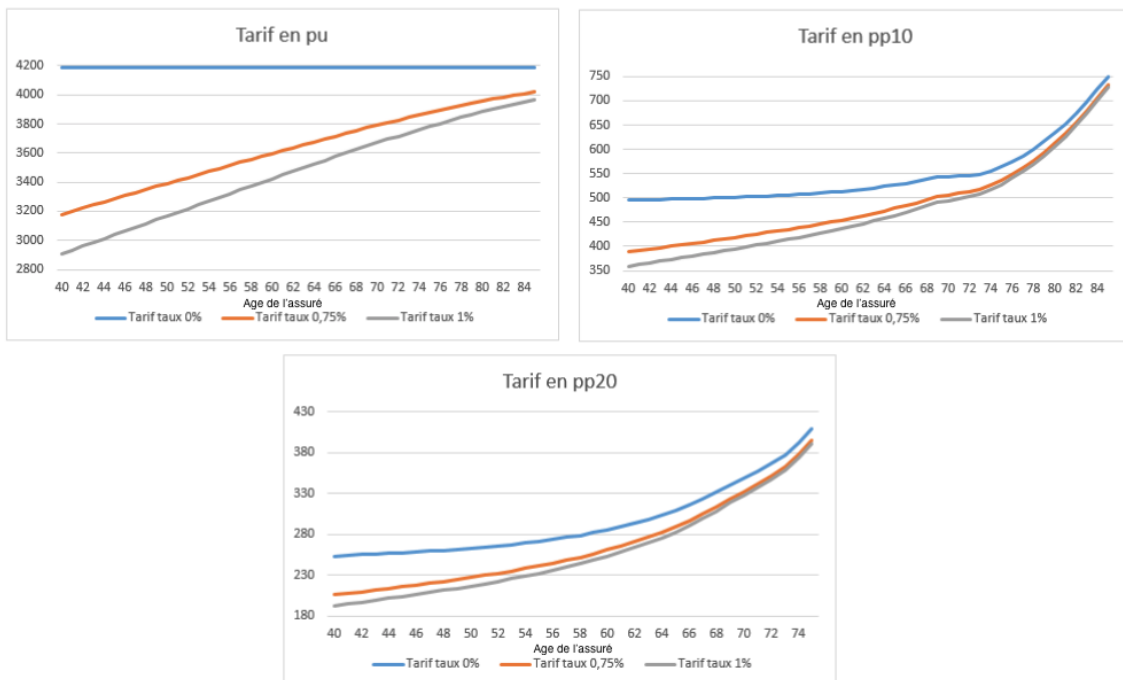 Tarif en pu
4200
4000
3800
3600
3400
3200
3000
2800
40 42 44 46 48 50 52 54 56 58 60 62 64 66 68 70 72 74 76 78 80 82 84
Age de l'assuré
Tarif taux 0% Tarif taux 0,75% Tarif taux 1%
Tarif en pp10
750
700
650
600
550
500
450
400
350
40 42 44 46 48 50 52 54 56 58 60 62 64 66 68 70 72 74 76 78 80 82 84
Age de l'assuré
Tarif taux 0% Tarif taux 0,75% Tarif taux 1%
Tarif en pp20
430
380
330
280
230
180
40 42 44 46 48 50 52 54 56 58 60 62 64 66 68 70 72 74
Age de l'assuré
Tarif taux 0% Tarif taux 0,75% Tarif taux 1%